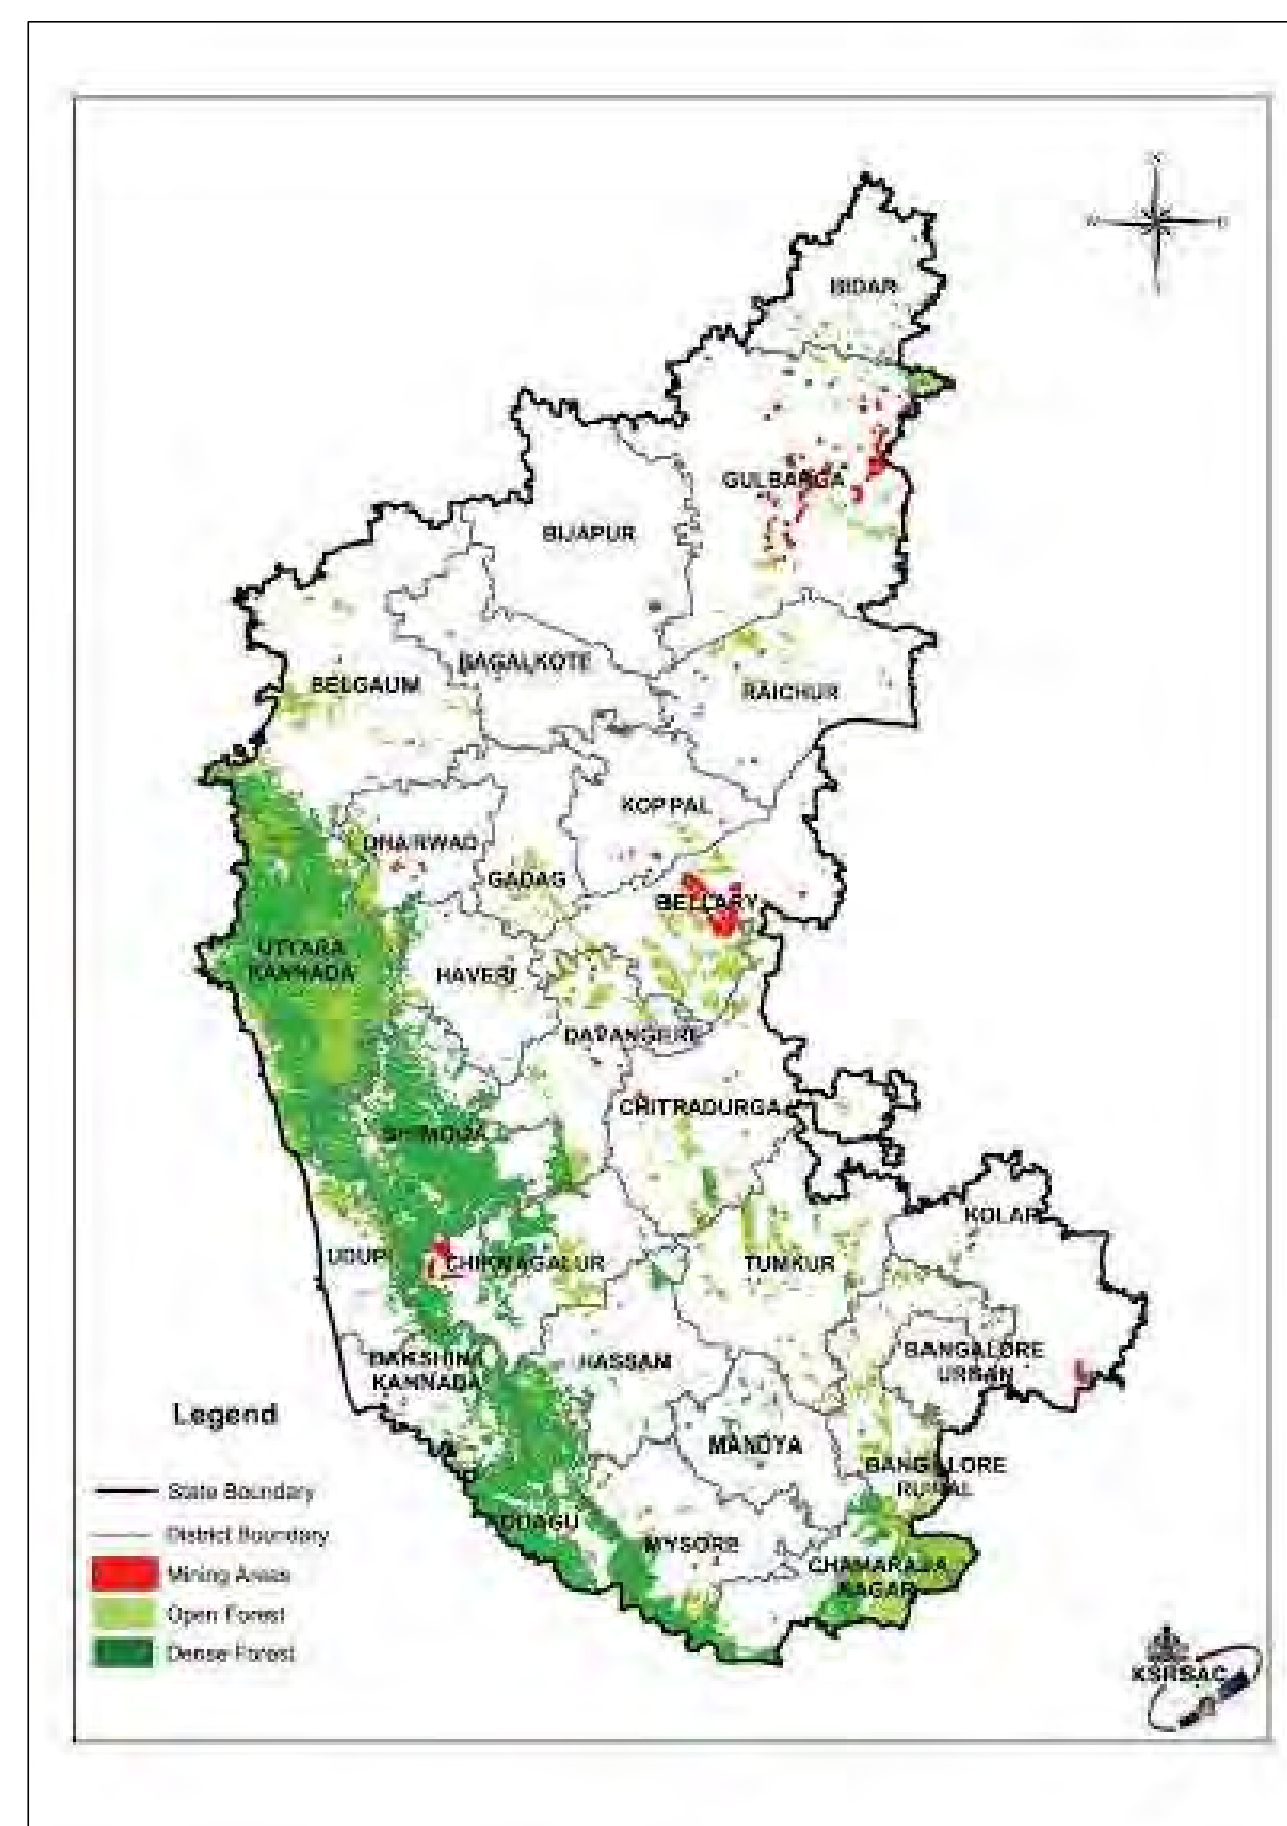 N
W
BIDAR
GULBARGA
BIJAPUR
BAGALKOTE
BELGAUM
RAICHUR
KOPPAL
DHARWAD
GADAG
BELLARY
UTTARA
KANNADA
HAVERI
DAVANGERE
CHITRADURGA
SHIMOGA
KOLAR
UDUPI
CHIKMAGALUR
TUMKUR
BANGALORE
URBAN
DAKSHINA
KANNADA
HASSAN
Legend
MANDYA
BANGALORE
RURAL
State Boundary
KODAGU
District Boundary
MYSORE
CHAMARAJA
NAGAR
Mining Areas
Open Forest
Dense Forest
KSRSAC